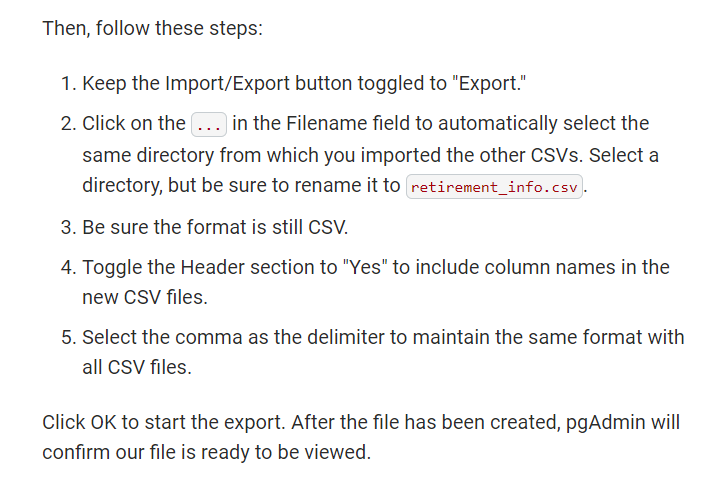 Then, follow these steps:
1. Keep the Import/Export button toggled to "Export."
2. Click on the ... in the Filename field to automatically select the
same directory from which you imported the other CSVs. Select a
directory, but be sure to rename it to retirement_info.csv.
3. Be sure the format is still CSV.
4. Toggle the Header section to "Yes" to include column names in the
new CSV files.
5. Select the comma as the delimiter to maintain the same format with
all CSV files.
Click OK to start the export. After the file has been created, pgAdmin will
confirm our file is ready to be viewed.